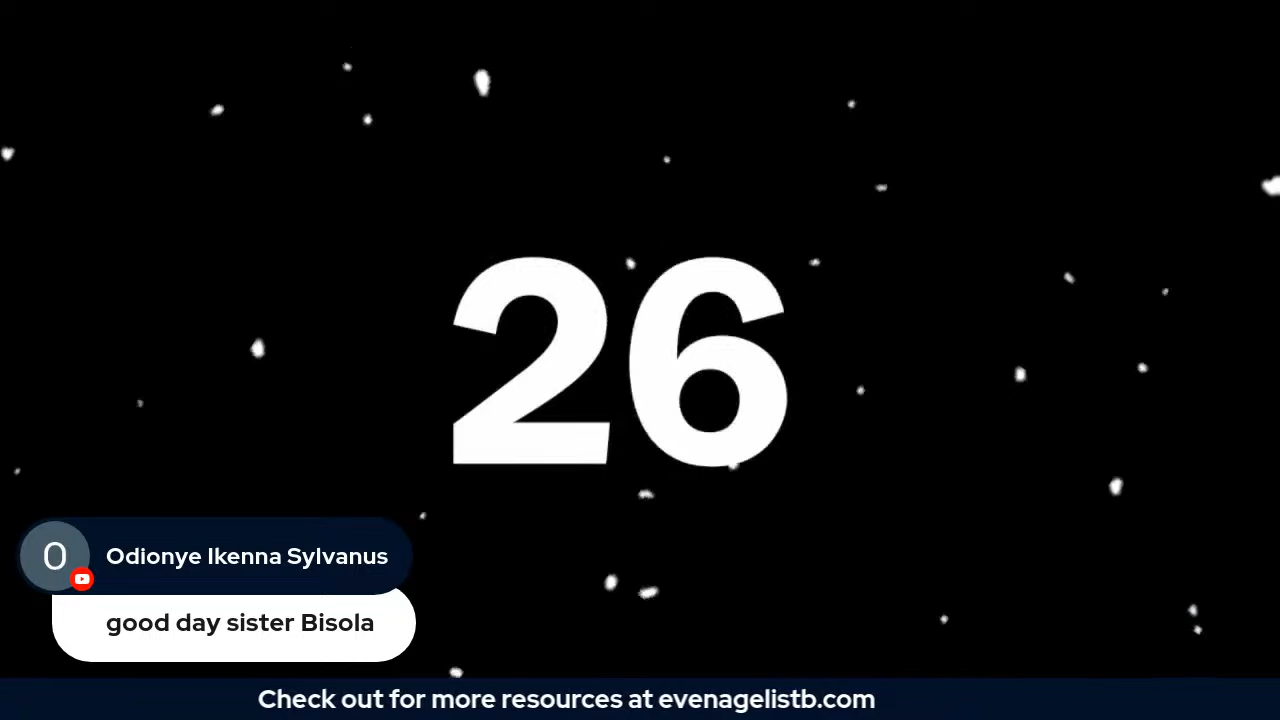 26
O
Odionye Ikenna Sylvanus
good day sister Bisola
Check out for more resources at evenagelistb.com